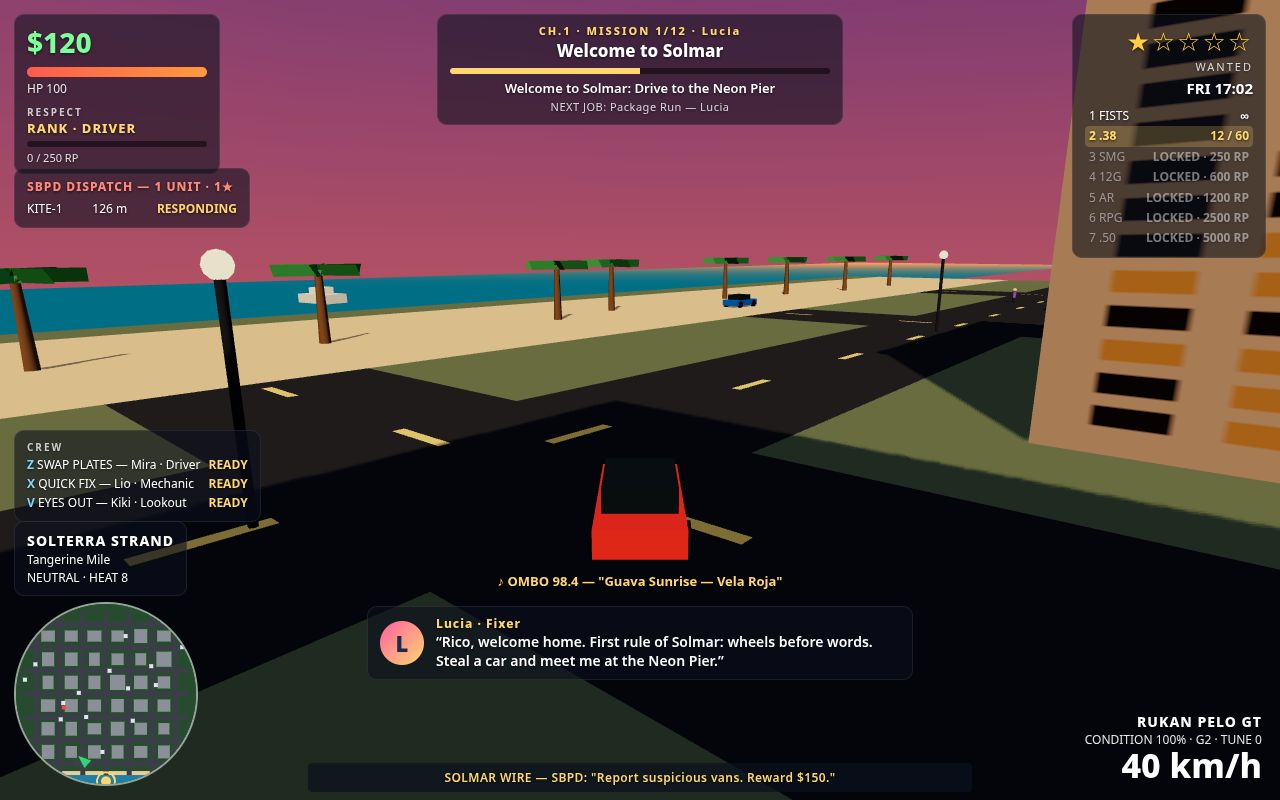 $120
HP 100
RESPECT
RANK · DRIVER
0 / 250 RP
SBPD DISPATCH — 1 UNIT · 1★
KITE-1 126 m RESPONDING
CH.1 · MISSION 1/12 · Lucia
Welcome to Solmar
Welcome to Solmar: Drive to the Neon Pier
NEXT JOB: Package Run — Lucia
★☆☆☆☆
WANTED
FRI 17:02
1 FISTS ∞
2 .38 12 / 60
3 SMG LOCKED · 250 RP
4 12G LOCKED · 600 RP
5 AR LOCKED · 1200 RP
6 RPG LOCKED · 2500 RP
7 .50 LOCKED · 5000 RP
CREW
Z SWAP PLATES — Mira · Driver READY
X QUICK FIX — Lio · Mechanic READY
V EYES OUT — Kiki · Lookout READY
SOLTERRA STRAND
Tangerine Mile
NEUTRAL · HEAT 8
♪ OMBO 98.4 — "Guava Sunrise — Vela Roja"
L
Lucia · Fixer
”Rico, welcome home. First rule of Solmar: wheels before words.
Steal a car and meet me at the Neon Pier.”
RUKAN PELO GT
CONDITION 100% · G2 · TUNE 0
40 km/h
SOLMAR WIRE — SBPD: "Report suspicious vans. Reward $150."